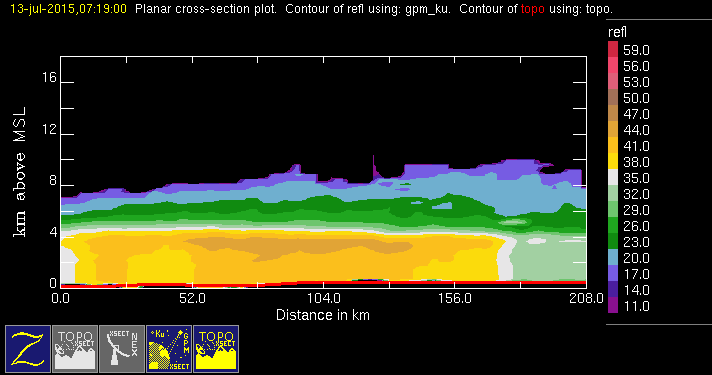 13-jul-2015,07:19:00 Planar cross-section plot. Contour of refl using: gpm_ku. Contour of topo using: topo.
refl
59.0
56.0
53.0
50.0
47.0
44.0
41.0
38.0
35.0
32.0
29.0
26.0
23.0
20.0
17.0
14.0
11.0
km above MSL
16
12
8
4
0
0.0 52.0 104.0 156.0 208.0
Distance in km
Z
TOPO
XSECT
XSECT
Ku
GPM
XSECT
TOPO
XSECT